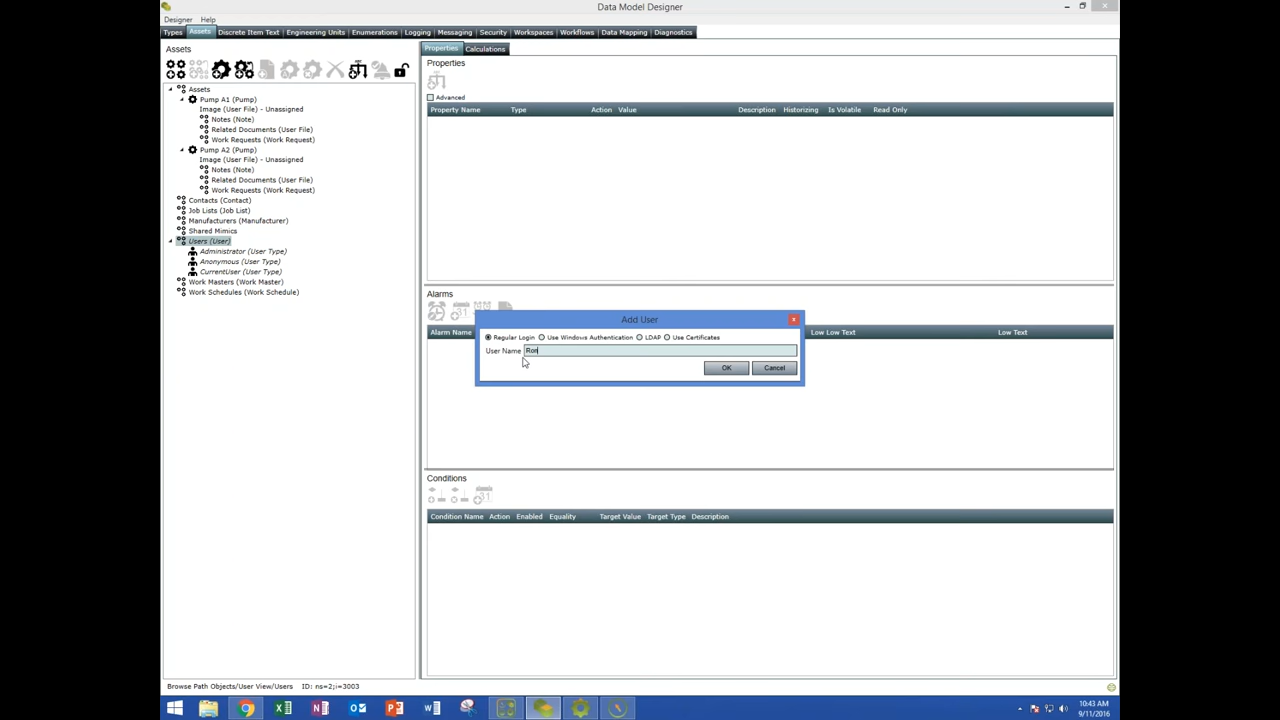 Data Model Designer
Designer Help
Types Assets Discrete Item Text Engineering Units Enumerations Logging Messaging Security Workspaces Workflows Data Mapping Diagnostics
Assets
Assets
Pump A1 (Pump)
Image (User File) - Unassigned
Notes (Note)
Related Documents (User File)
Work Requests (Work Request)
Pump A2 (Pump)
Image (User File) - Unassigned
Notes (Note)
Related Documents (User File)
Work Requests (Work Request)
Contacts (Contact)
Job Lists (Job List)
Manufacturers (Manufacturer)
Shared Mimics
Users (User)
Administrator (User Type)
Anonymous (User Type)
CurrentUser (User Type)
Work Masters (Work Master)
Work Schedules (Work Schedule)
Properties Calculations
Properties
Advanced
Property Name Type Action Value Description Historizing Is Volatile Read Only
Alarms
31
Alarm Name Low Low Text Low Text
Add User
Regular Login Use Windows Authentication LDAP Use Certificates
User Name Ron
OK Cancel
Conditions
31
Condition Name Action Enabled Equality Target Value Target Type Description
Browse Path Objects/User View/Users ID: ns=2;i=3003
10:43 AM
9/11/2016